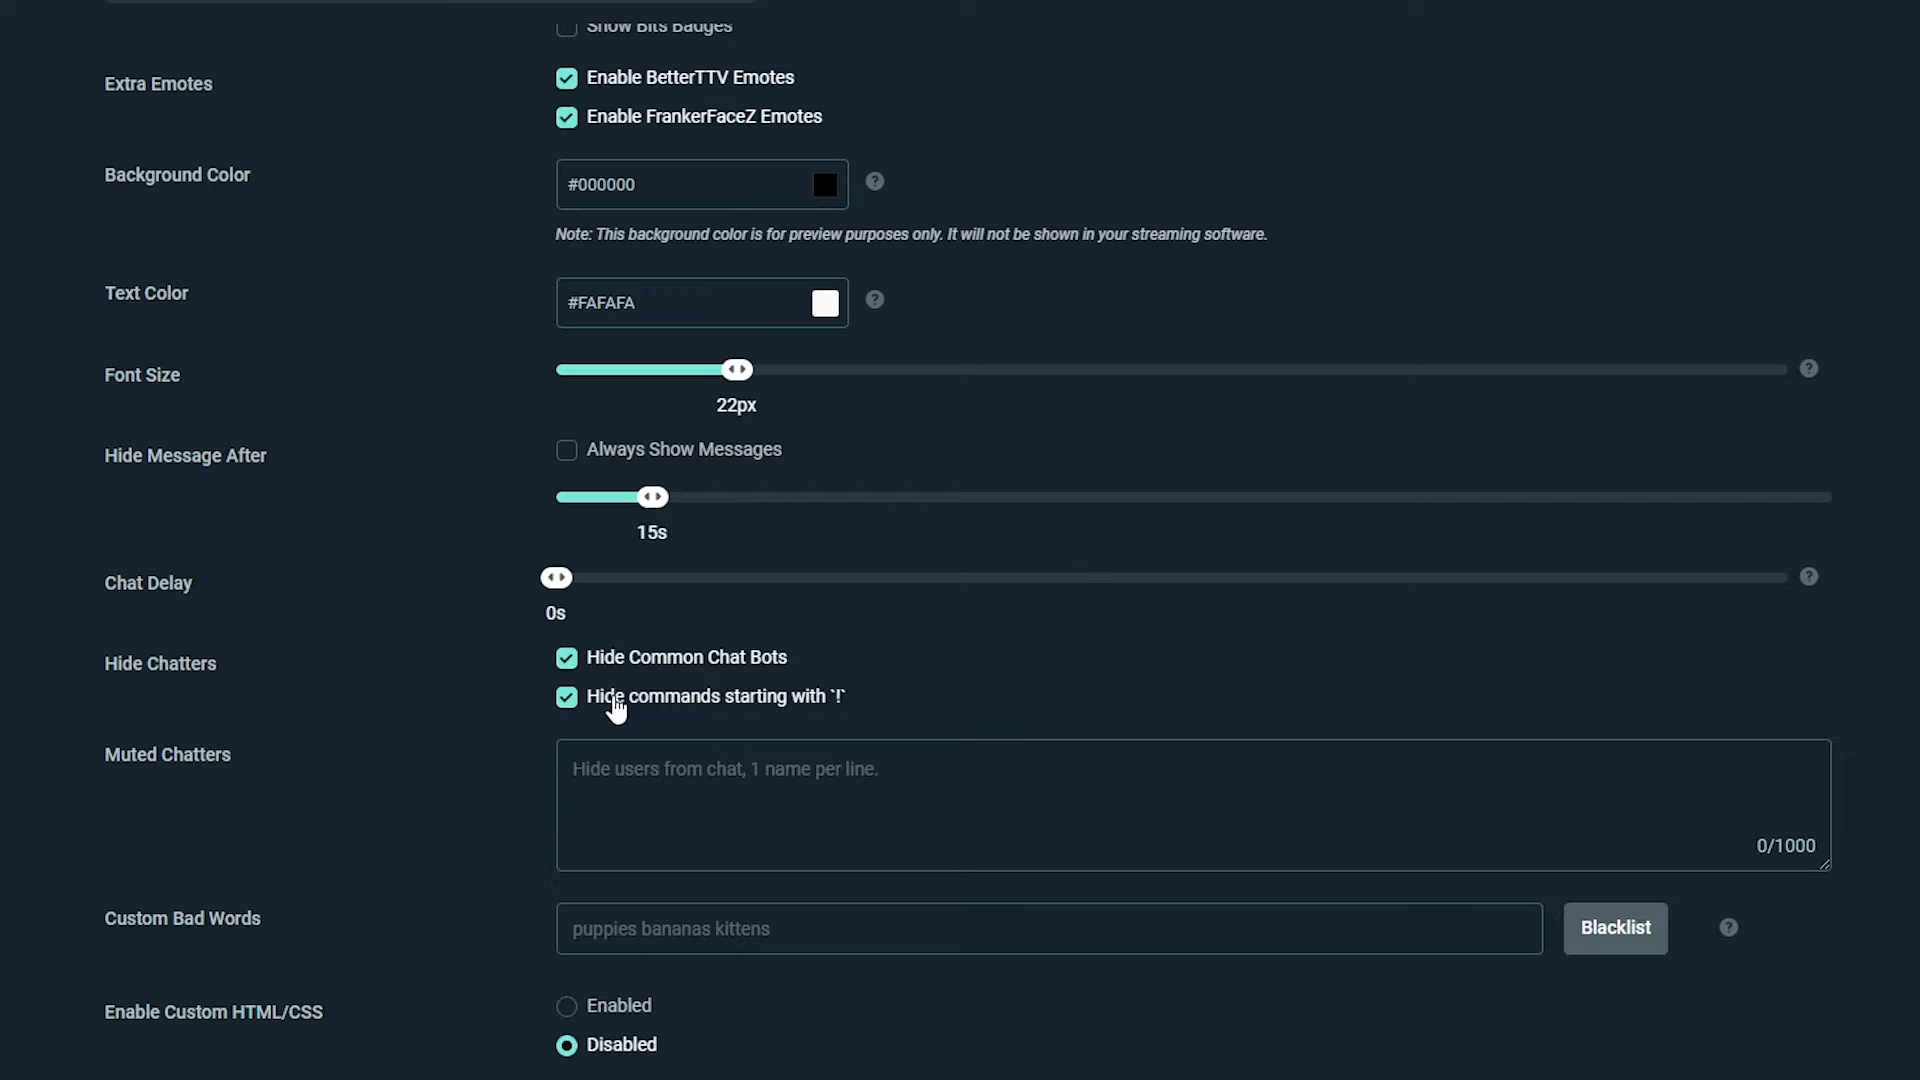 Show Bits Badges
Extra Emotes
Enable BetterTTV Emotes
Enable FrankerFaceZ Emotes
Background Color
#000000
?
Note: This background color is for preview purposes only. It will not be shown in your streaming software.
Text Color
#FAFAFA
?
Font Size
?
22px
Hide Message After
Always Show Messages
15s
Chat Delay
?
0s
Hide Chatters
Hide Common Chat Bots
Hide commands starting with `!`
Muted Chatters
Hide users from chat, 1 name per line.
0/1000
Custom Bad Words
puppies bananas kittens
Blacklist
?
Enable Custom HTML/CSS
Enabled
Disabled